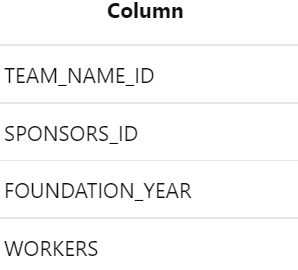 Column
TEAM_NAME_ID
SPONSORS_ID
FOUNDATION_YEAR
WORKERS